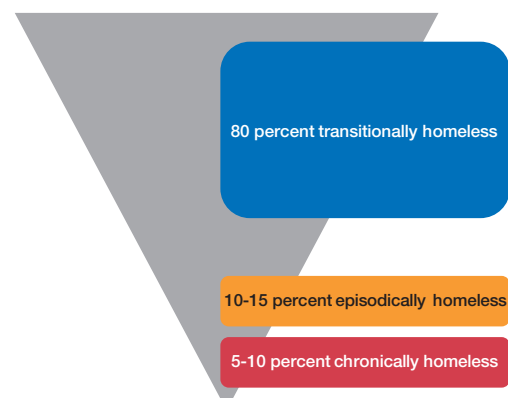 80 percent transitionally homeless
10-15 percent episodically homeless
5-10 percent chronically homeless